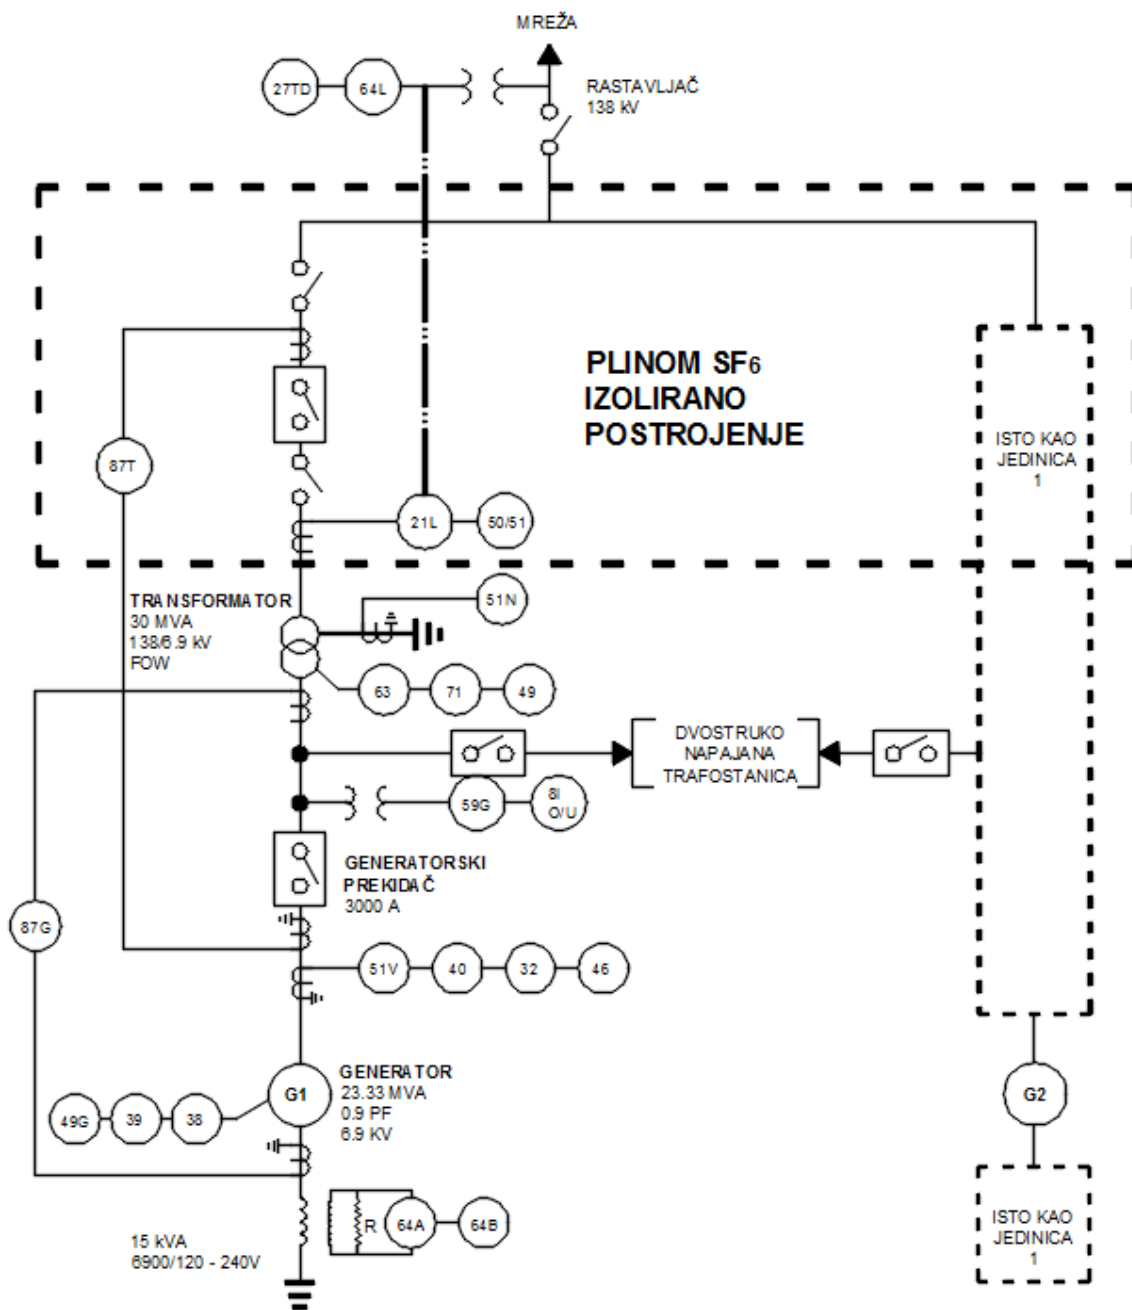 MREŽA
27TD
64L
RASTAVLJAČ
138 kV
PLINOM SF6
IZOLIRANO
POSTROJENJE
ISTO KAO
JEDINICA
1
87T
21L
50/51
TRANSFORMATOR
30 MVA
138/6.9 kV
FOW
51N
63
71
49
DVOSTRUKO
NAPAJANA
TRAFOSTANICA
59G
8I
O/U
GENERATORSKI
PREKIDAČ
3000 A
87G
51V
40
32
46
GENERATOR
23.33 MVA
0.9 PF
6.9 KV
G1
49G
39
38
G2
R
64A
64B
15 kVA
6900/120 - 240V
ISTO KAO
JEDINICA
1